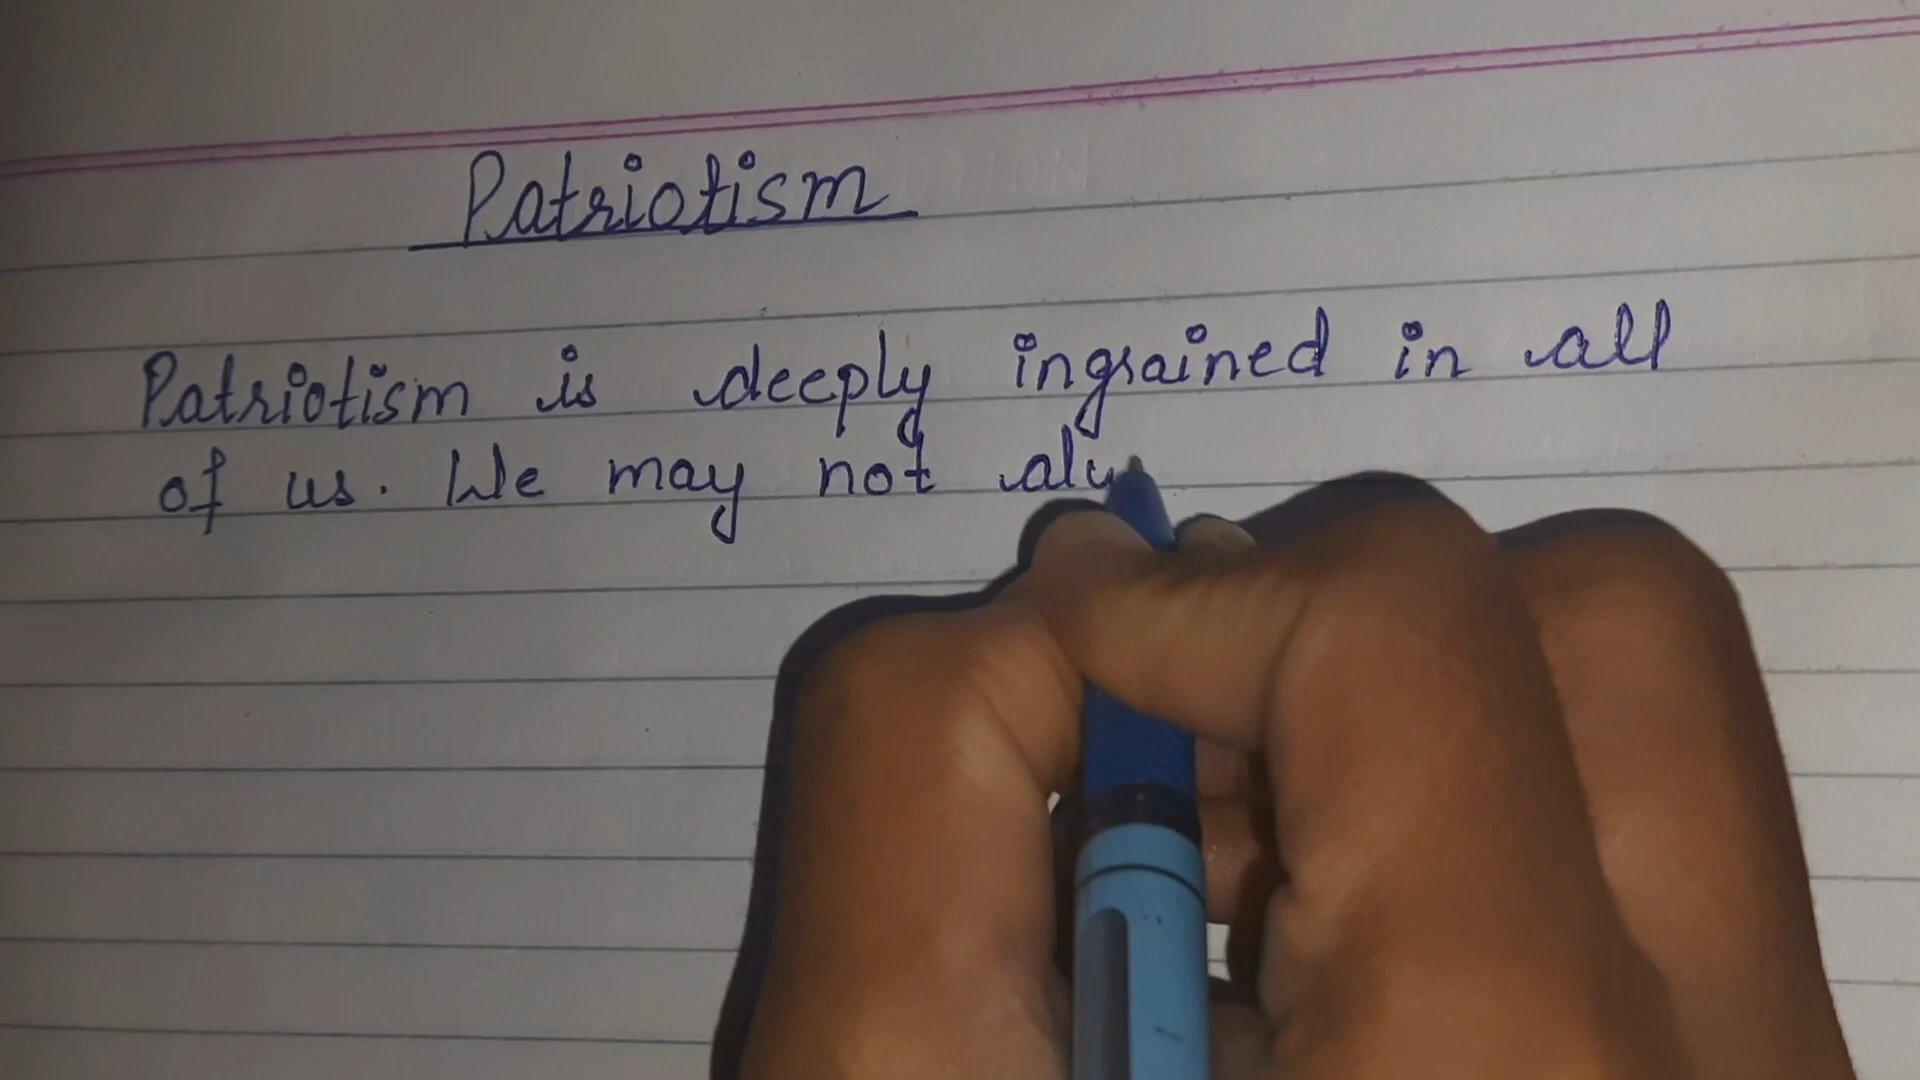 Patriotism
Patriotism is deeply ingrained in all
of us. We may not